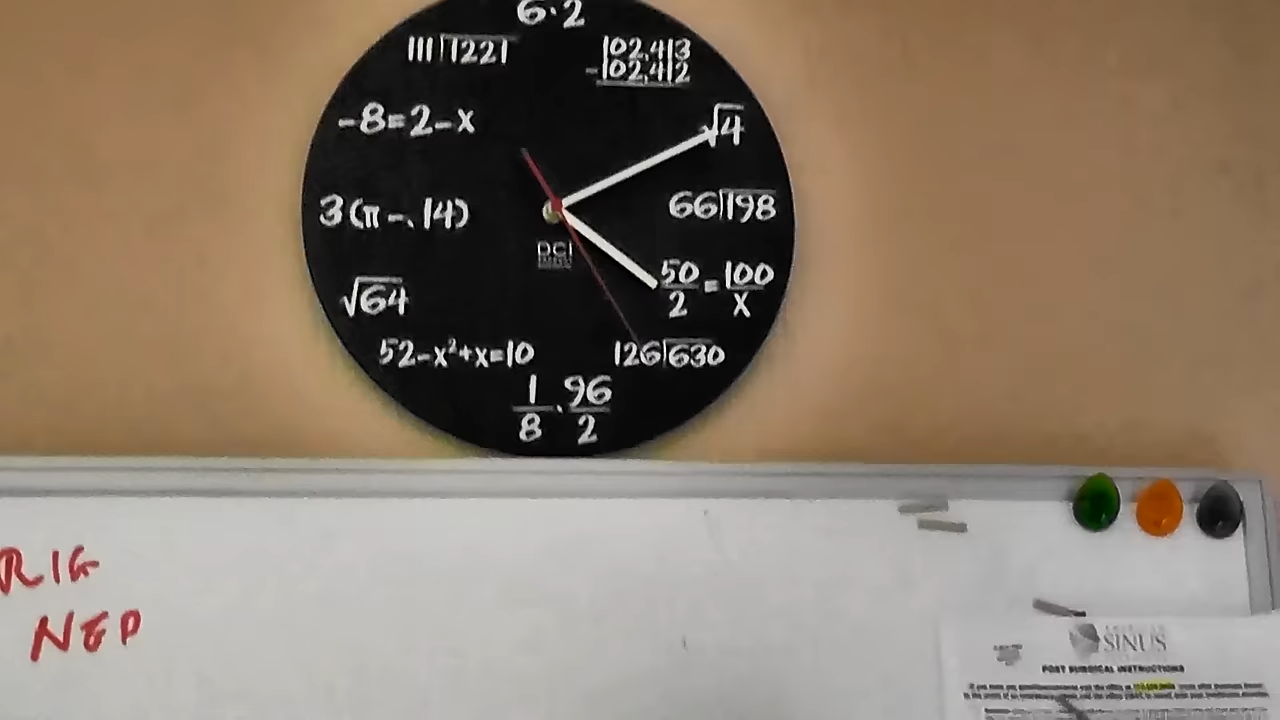 6·2
111⟌1221
102,413
-102,412
-8=2-x
√4
3(π-.14)
66⟌198
DCI
√64
50/2 = 100/x
52-x²+x=10
126⟌630
1/8 · 96/2
RIG
NEP
SINUS
POST SURGICAL INSTRUCTIONS